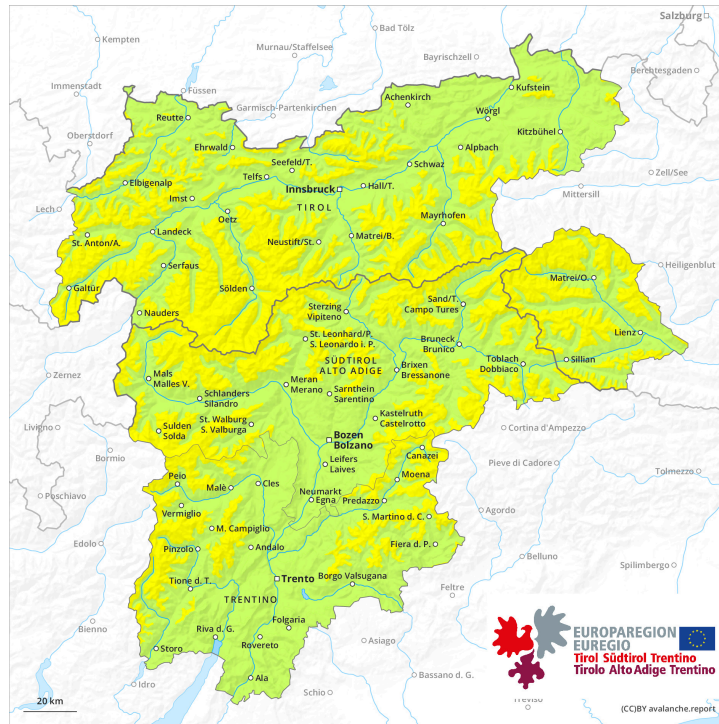 Salzburg
Kempten
Bad Tölz
Murnau/Staffelsee
Bayrischzell
Berchtesgaden
Immenstadt
Füssen
Garmisch-Partenkirchen
Achenkirch
Kufstein
Reutte
Wörgl
Oberstdorf
Ehrwald
Kitzbühel
Alpbach
Seefeld/T.
Schwaz
Telfs
Zell/See
Elbigenalp
Innsbruck
Hall/T.
Mittersill
Imst
TIROL
Lech
Oetz
Mayrhofen
St. Anton/A.
Landeck
Neustift/St.
Matrei/B.
Serfaus
Heiligenblut
Galtür
Sölden
Matrei/O.
Nauders
Sterzing
Vipiteno
Sand/T.
Campo Tures
St. Leonhard/P.
S. Leonardo i. P.
Lienz
Bruneck
Brunico
SÜDTIROL
ALTO ADIGE
Toblach
Dobbiaco
Sillian
Zernez
Mals
Malles V.
Meran
Merano
Brixen
Bressanone
Schlanders
Silandro
Sarnthein
Sarentino
St. Walburg
S. Valburga
Kastelruth
Castelrotto
Livigno
Sulden
Solda
Cortina d'Ampezzo
Bozen
Bolzano
Bormio
Canazei
Leifers
Laives
Pieve di Cadore
Tolmezzo
Peio
Moena
Malè
Cles
Poschiavo
Neumarkt
Egna
Predazzo
Vermiglio
Agordo
S. Martino d. C.
M. Campiglio
Edolo
Fiera d. P.
Pinzolo
Andalo
Belluno
Spilimbergo
Trento
Borgo Valsugana
Tione d. T.
Feltre
TRENTINO
Folgaria
Bienno
Riva d. G.
Rovereto
Asiago
Storo
Ala
Bassano d. G.
Idro
Schio
Treviso
EUROPAREGION
EUREGIO
Tirol Südtirol Trentino
Tirolo Alto Adige Trentino
20 km
(CC)BY avalanche.report